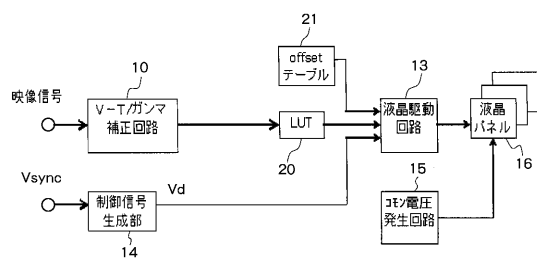 21
offset
テーブル
10
13
映像信号
V－T/ガンマ
補正回路
LUT
液晶駆動
回路
液晶
パネル
20
16
Vsync
Vd
15
制御信号
生成部
コモン電圧
発生回路
14